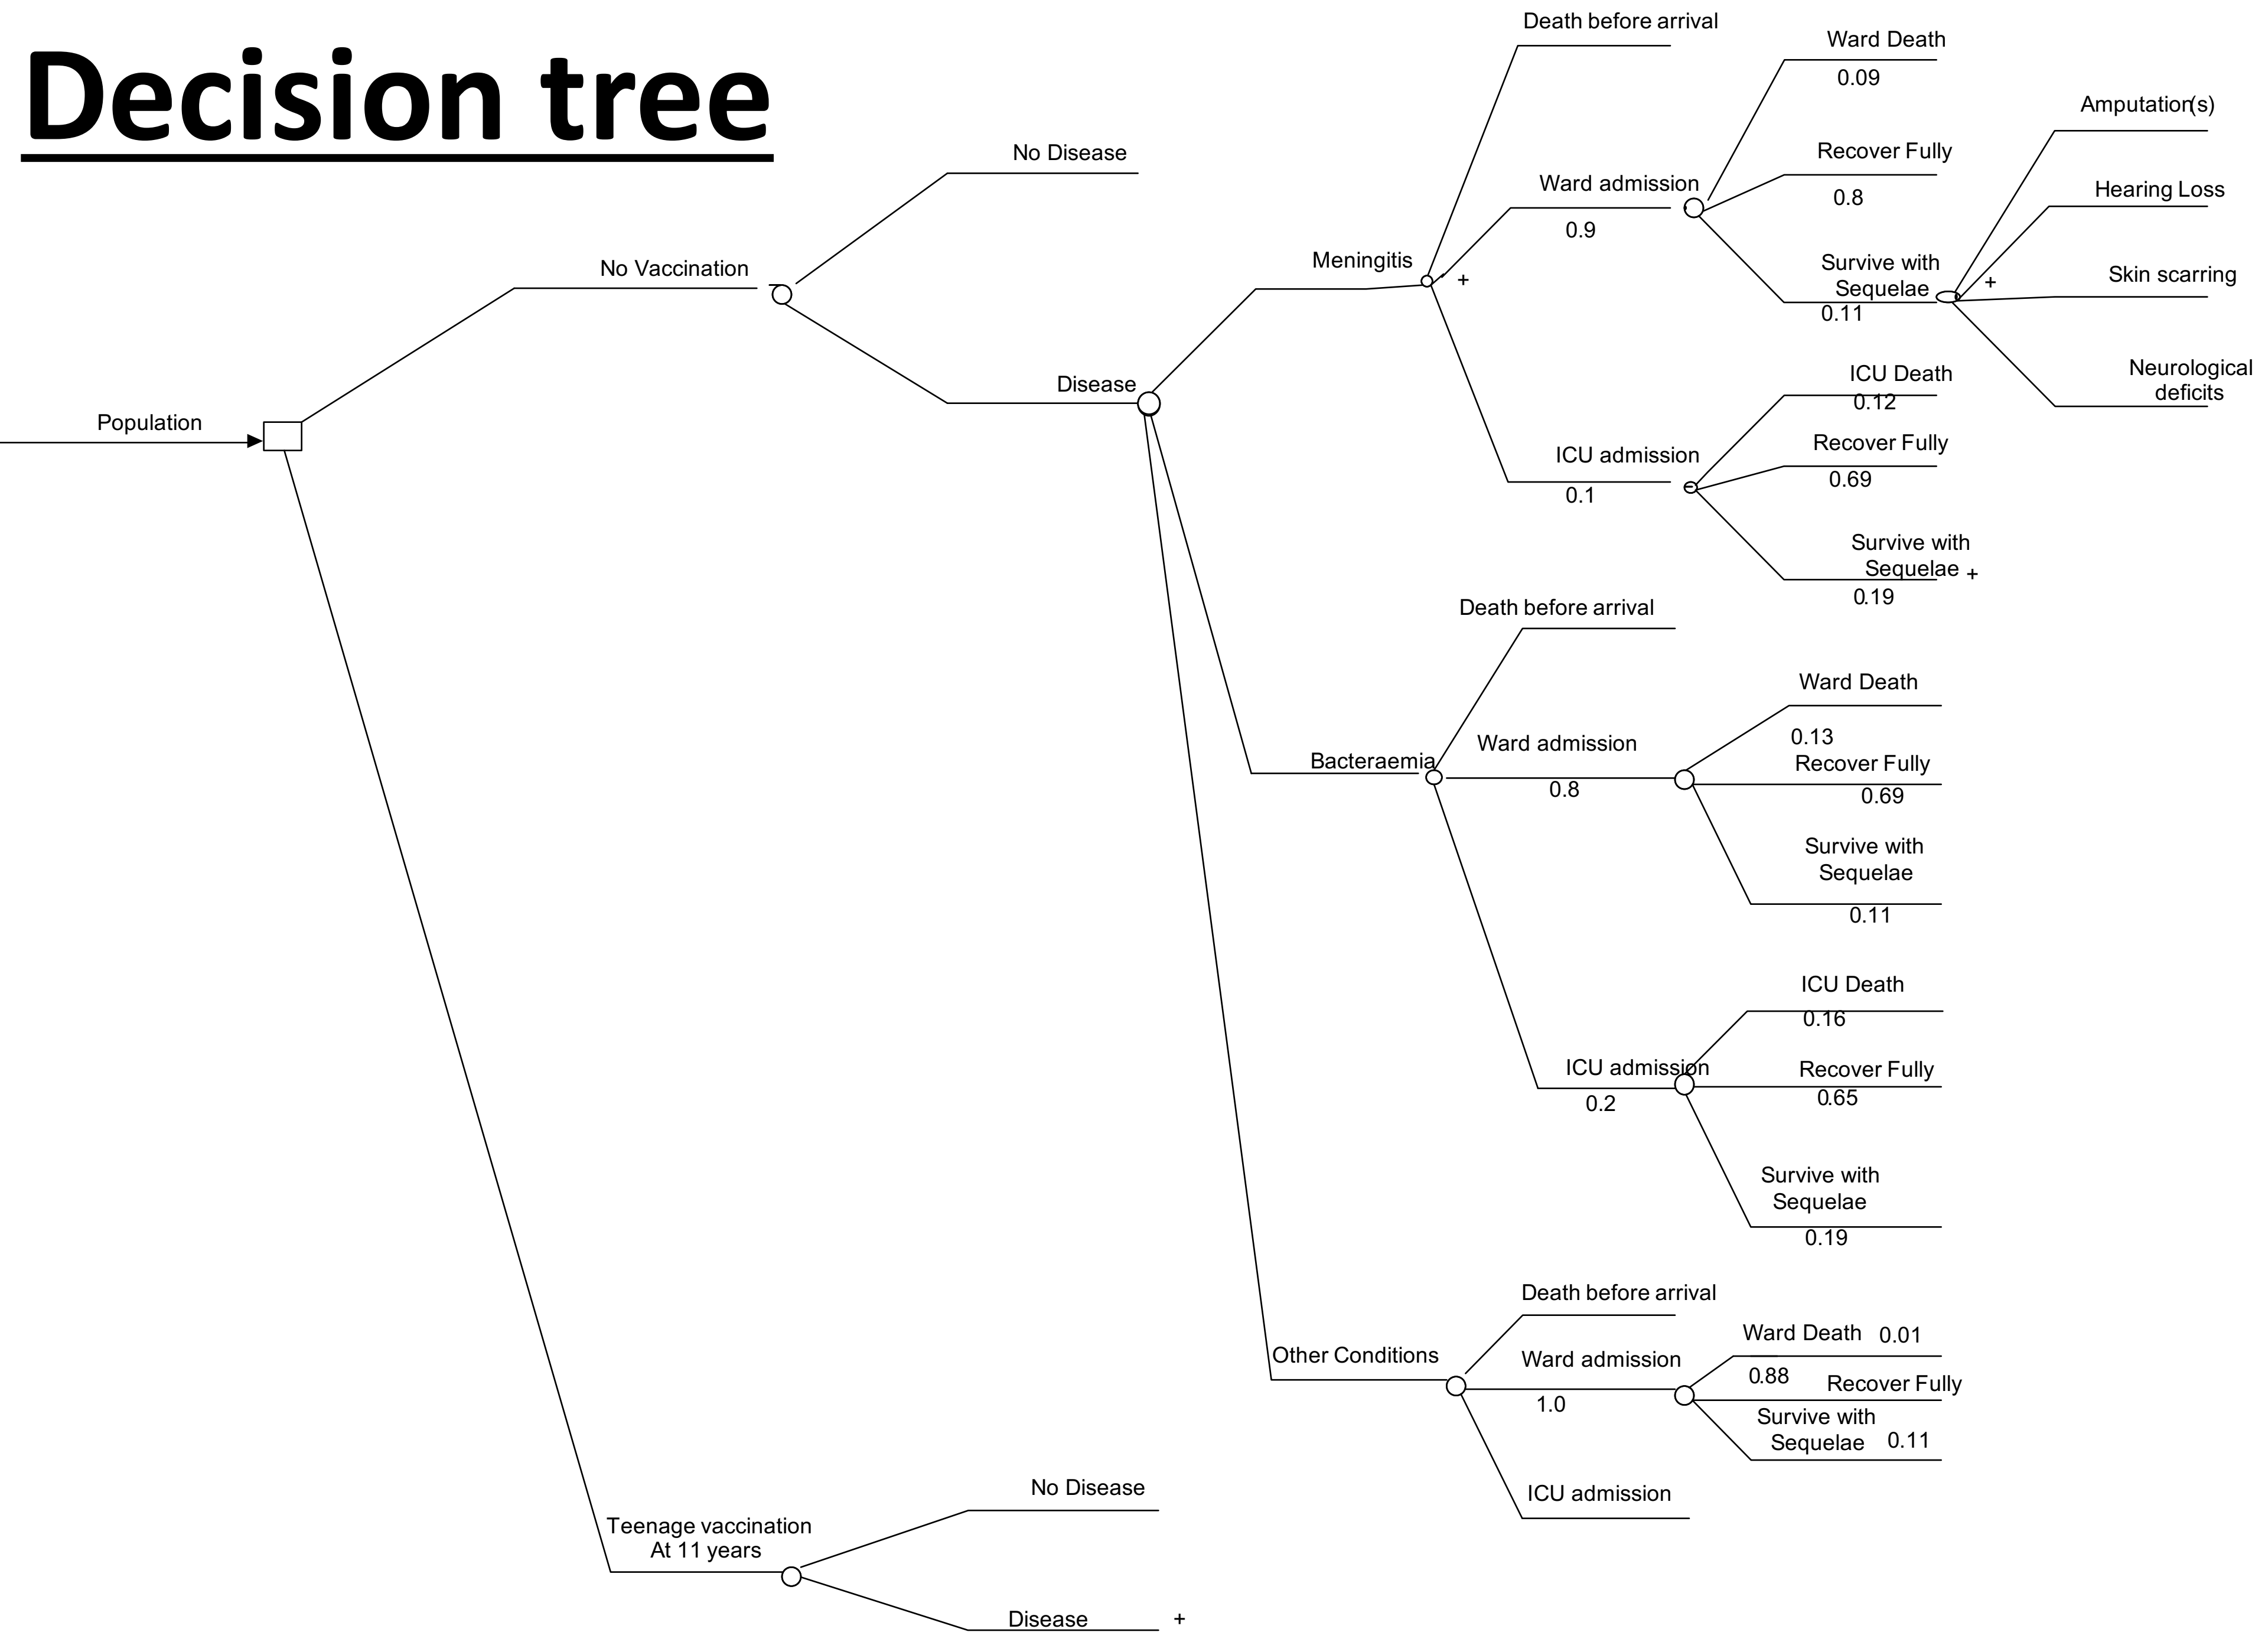 Decision tree
Population
No Vaccination
No Disease
Disease
Meningitis
+
Death before arrival
Ward admission
0.9
Ward Death
0.09
Recover Fully
0.8
Survive with
Sequelae
0.11
+
Amputation(s)
Hearing Loss
Skin scarring
Neurological
deficits
ICU admission
0.1
ICU Death
0.12
Recover Fully
0.69
Survive with
Sequelae +
0.19
Bacteraemia
Death before arrival
Ward admission
0.8
Ward Death
0.13
Recover Fully
0.69
Survive with
Sequelae
0.11
ICU admission
0.2
ICU Death
0.16
Recover Fully
0.65
Survive with
Sequelae
0.19
Other Conditions
Death before arrival
Ward admission
1.0
Ward Death 0.01
0.88 Recover Fully
Survive with
Sequelae 0.11
ICU admission
Teenage vaccination
At 11 years
No Disease
Disease +